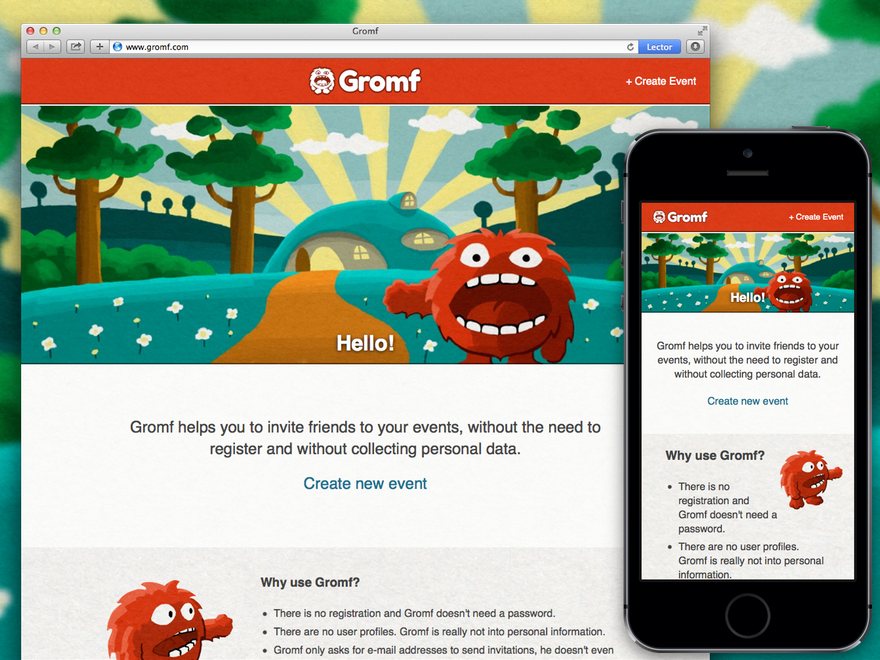 Gromf
www.gromf.com
Lector
Gromf
+ Create Event
Hello!
Gromf helps you to invite friends to your events, without the need to
register and without collecting personal data.
Create new event
Why use Gromf?
There is no registration and Gromf doesn't need a password.
There are no user profiles. Gromf is really not into personal information.
Gromf only asks for e-mail addresses to send invitations, he doesn't even
Gromf
+ Create Event
Hello!
Gromf helps you to invite friends to your
events, without the need to register and
without collecting personal data.
Create new event
Why use Gromf?
There is no
registration and
Gromf doesn't need a
password.
There are no user profiles.
Gromf is really not into personal
information.